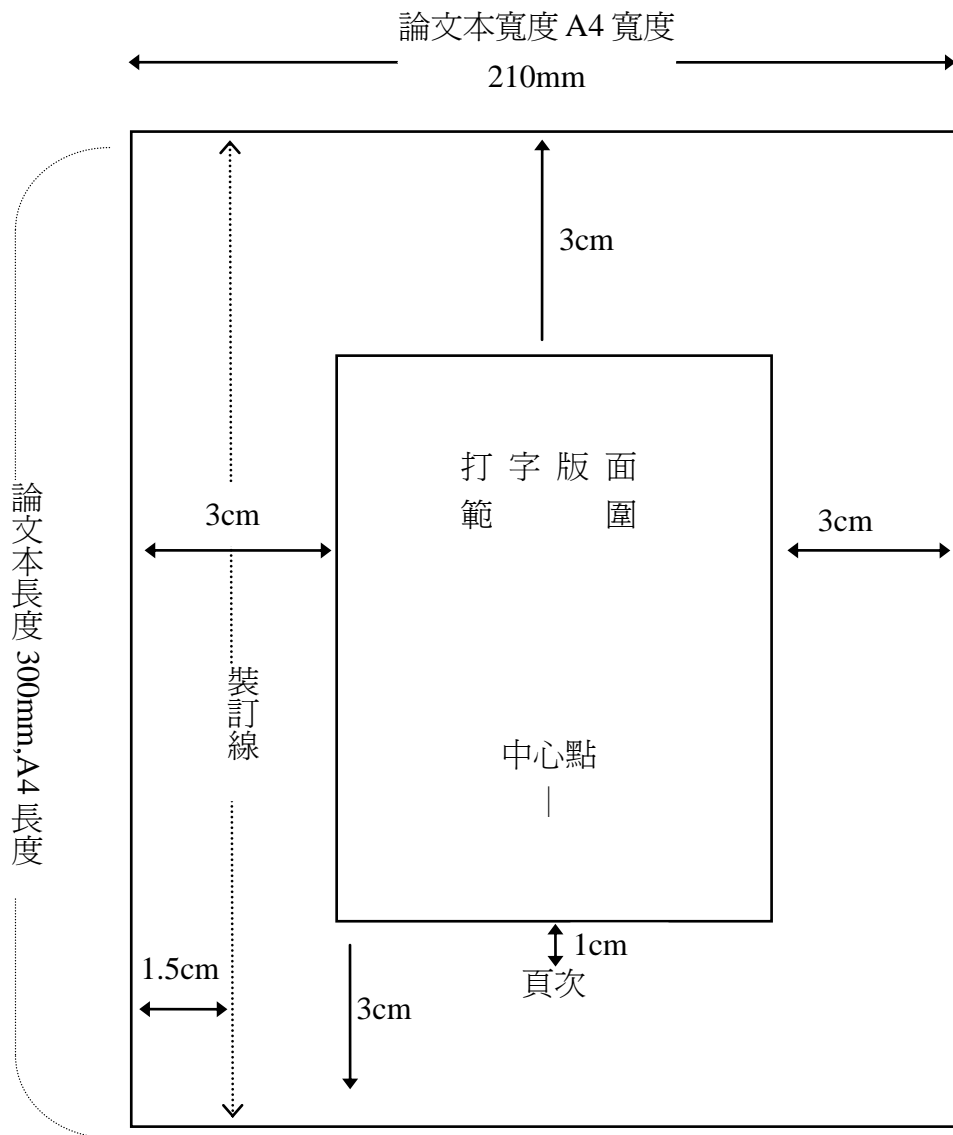 論文本寬度 A4 寬度
210mm
3cm
打字版面
範圍
3cm
3cm
論文本長度 300mm,A4 長度
裝訂線
中心點
|
1cm
頁次
1.5cm
3cm